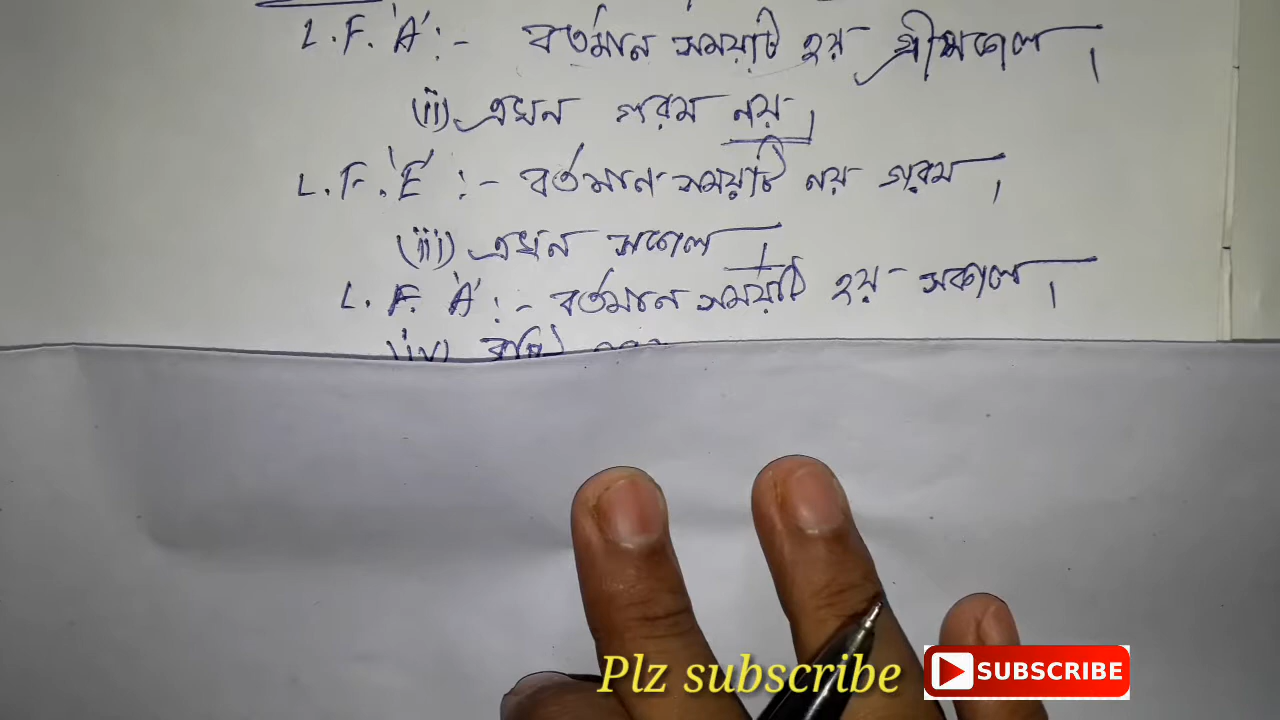 L.F. 'A' :- বর্তমান সময়টি হয় গ্রীষ্মকাল।
(ii) এখন গরম নয়।
L.F. 'E' :- বর্তমান সময়টি নয় গরম।
(iii) এখন সকাল।
L.F. 'A' :- বর্তমান সময়টি হয় সকাল।
(iv)
Plz subscribe
SUBSCRIBE